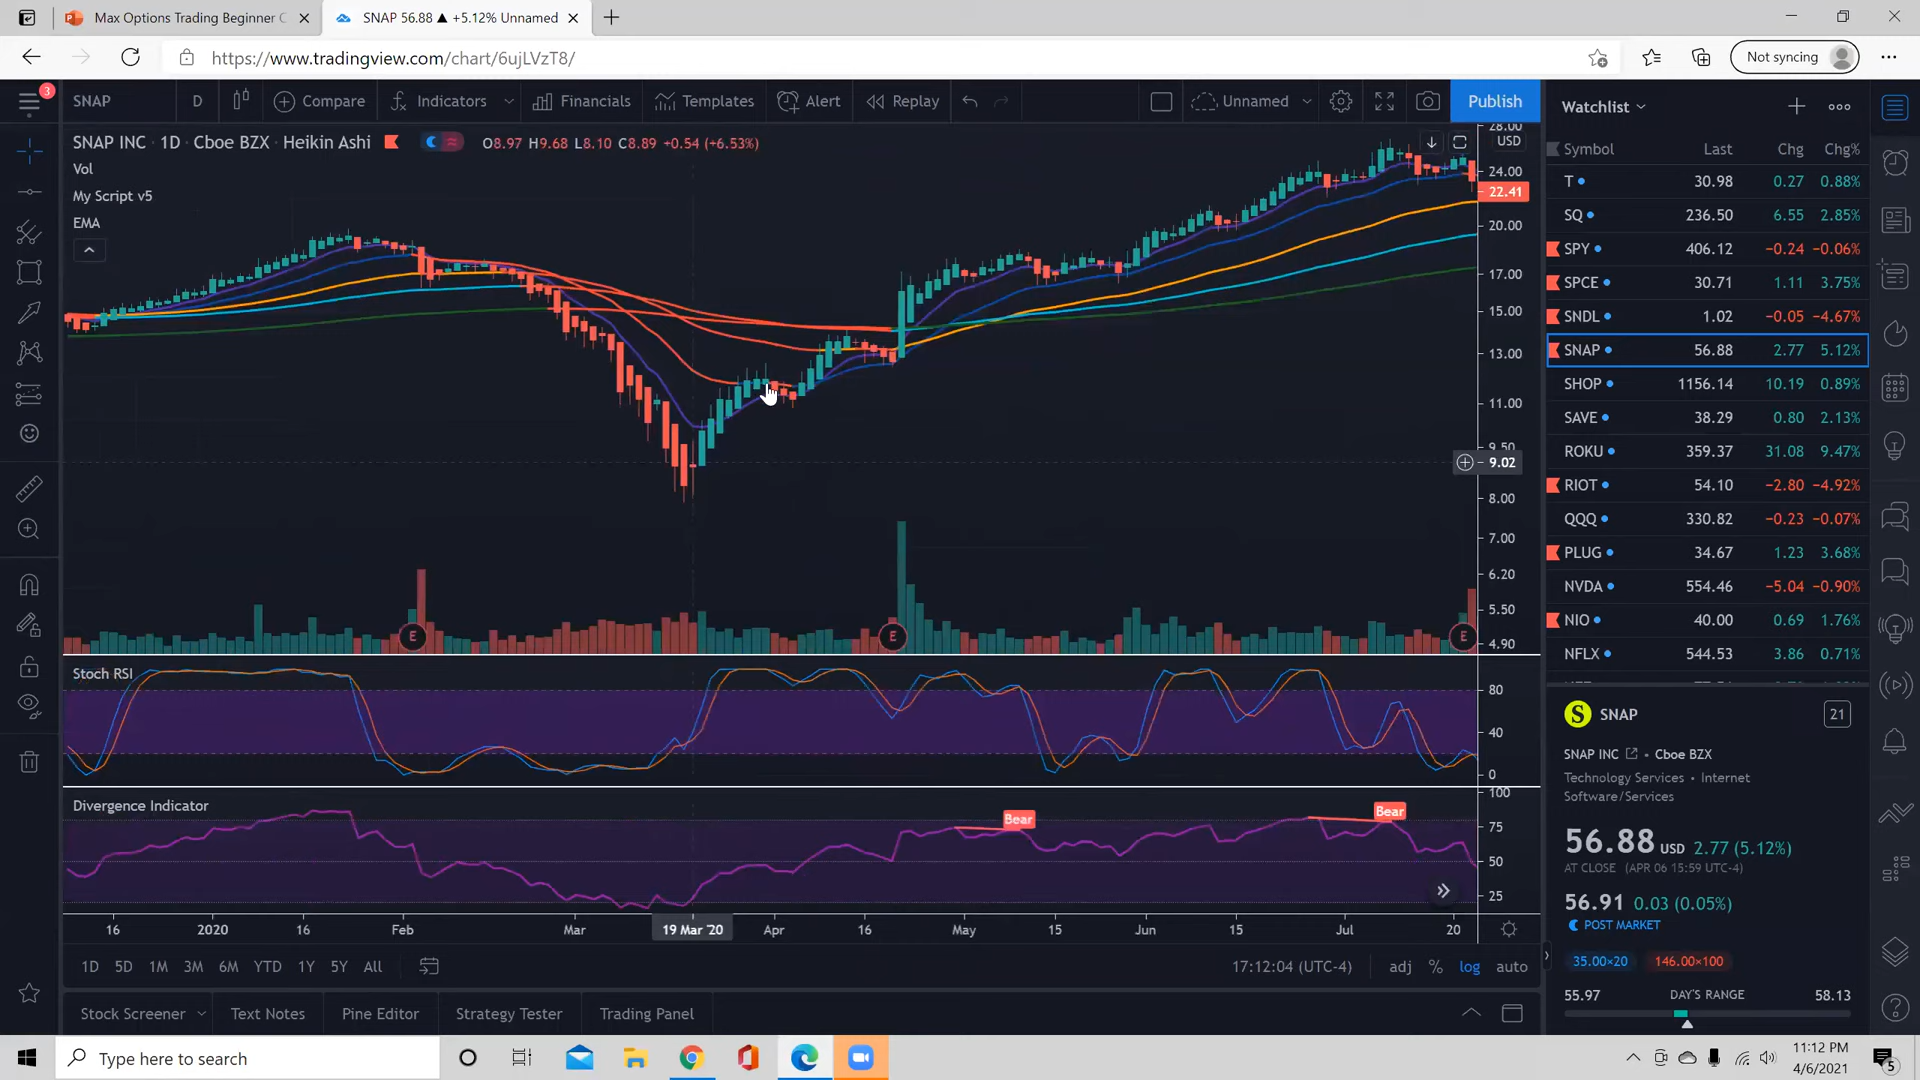 Max Options Trading Beginner C
SNAP 56.88 ▲ +5.12% Unnamed
https://www.tradingview.com/chart/6ujLVzT8/
Not syncing
3
SNAP
D
Compare
Indicators
Financials
Templates
Alert
Replay
Unnamed
Publish
SNAP INC · 1D · Cboe BZX · Heikin Ashi
O8.97 H9.68 L8.10 C8.89 +0.54 (+6.53%)
Vol
My Script v5
EMA
28.00
USD
24.00
22.41
20.00
17.00
15.00
13.00
11.00
9.50
9.02
8.00
7.00
6.20
5.50
4.90
E
E
E
Stoch RSI
80
40
0
Divergence Indicator
Bear
Bear
100
75
50
25
16 2020 16 Feb Mar 19 Mar '20 Apr 16 May 15 Jun 15 Jul 20
1D 5D 1M 3M 6M YTD 1Y 5Y All
17:12:04 (UTC-4)
adj % log auto
Stock Screener
Text Notes
Pine Editor
Strategy Tester
Trading Panel
Watchlist
Symbol Last Chg Chg%
T 30.98 0.27 0.88%
SQ 236.50 6.55 2.85%
SPY 406.12 −0.24 −0.06%
SPCE 30.71 1.11 3.75%
SNDL 1.02 −0.05 −4.67%
SNAP 56.88 2.77 5.12%
SHOP 1156.14 10.19 0.89%
SAVE 38.29 0.80 2.13%
ROKU 359.37 31.08 9.47%
RIOT 54.10 −2.80 −4.92%
QQQ 330.82 −0.23 −0.07%
PLUG 34.67 1.23 3.68%
NVDA 554.46 −5.04 −0.90%
NIO 40.00 0.69 1.76%
NFLX 544.53 3.86 0.71%
SNAP
21
SNAP INC • Cboe BZX
Technology Services • Internet
Software/Services
56.88 USD 2.77 (5.12%)
AT CLOSE (APR 06 15:59 UTC-4)
56.91 0.03 (0.05%)
POST MARKET
35.00×20 146.00×100
55.97 DAY'S RANGE 58.13
Type here to search
11:12 PM
4/6/2021
5